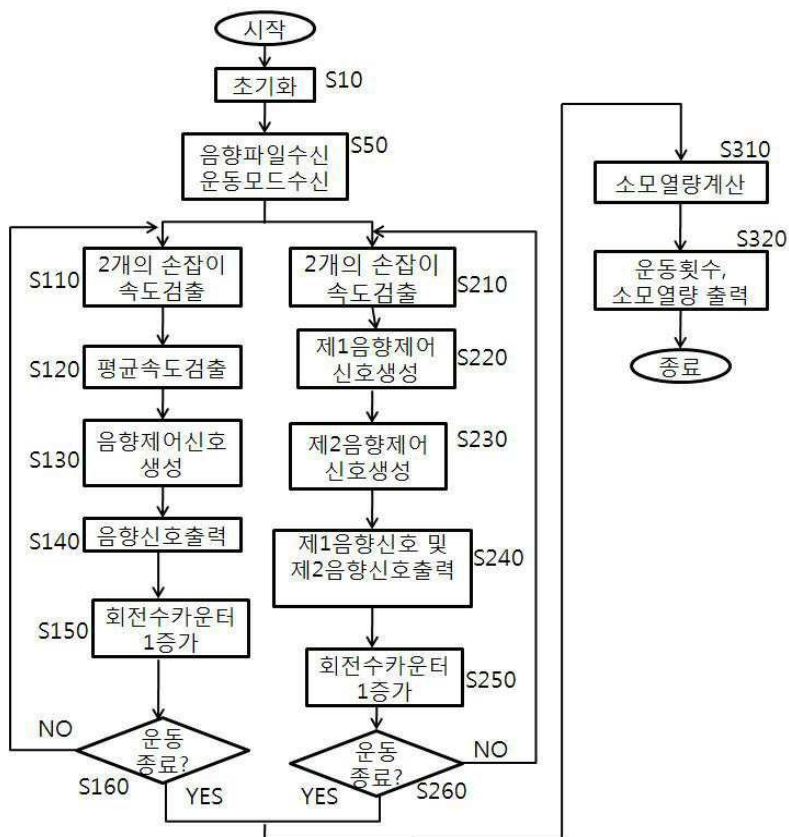 시작
초기화
S10
음향파일수신
운동모드수신
S50
2개의 손잡이
속도검출
S110
평균속도검출
S120
음향제어신호
생성
S130
음향신호출력
S140
회전수카운터
1증가
S150
운동
종료?
S160
NO
YES
2개의 손잡이
속도검출
S210
제1음향제어
신호생성
S220
제2음향제어
신호생성
S230
제1음향신호 및
제2음향신호출력
S240
회전수카운터
1증가
S250
운동
종료?
S260
NO
YES
소모열량계산
S310
운동횟수,
소모열량 출력
S320
종료